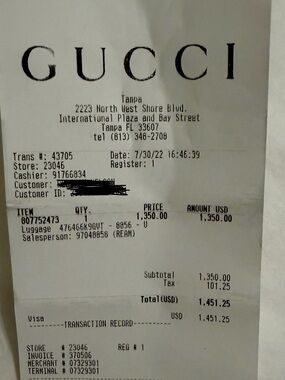 GUCCI
Tampa
2223 North West Shore Blvd.
International Plaza and Bay Street
Tampa FL 33607
tel (813) 348-2708
Trans #: 43705 Date: 7/30/22 16:46:39
Store: 23046 Register: 1
Cashier: 91766834
Customer:
Customer ID:
ITEM QTY. PRICE AMOUNT USD
807752473 1 1,350.00 1,350.00
Luggage 476466K9GVT - 8856 - U
Salesperson: 97048856 (REAM)
Subtotal 1,350.00
Tax 101.25
Total(USD) 1,451.25
Visa USD 1,451.25
----------TRANSACTION RECORD----------
STORE # 23046 REG # 1
INVOICE # 370506
MERCHANT # 07329301
TERMINAL # 07329301